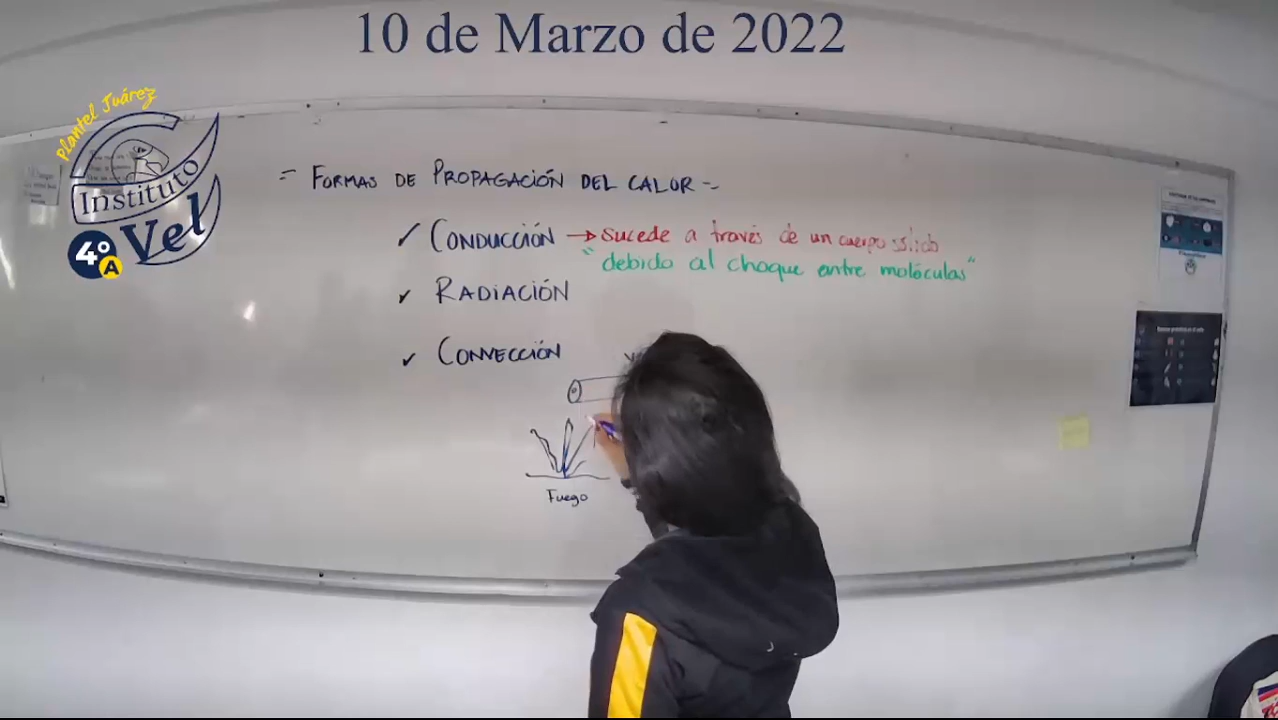 10 de Marzo de 2022
Plantel Juárez
Instituto
Vel
4°
A
= FORMAS DE PROPAGACIÓN DEL CALOR =
✓ CONDUCCIÓN → Sucede a través de un cuerpo sólido
"debido al choque entre moléculas"
✓ RADIACIÓN
✓ CONVECCIÓN
Fuego